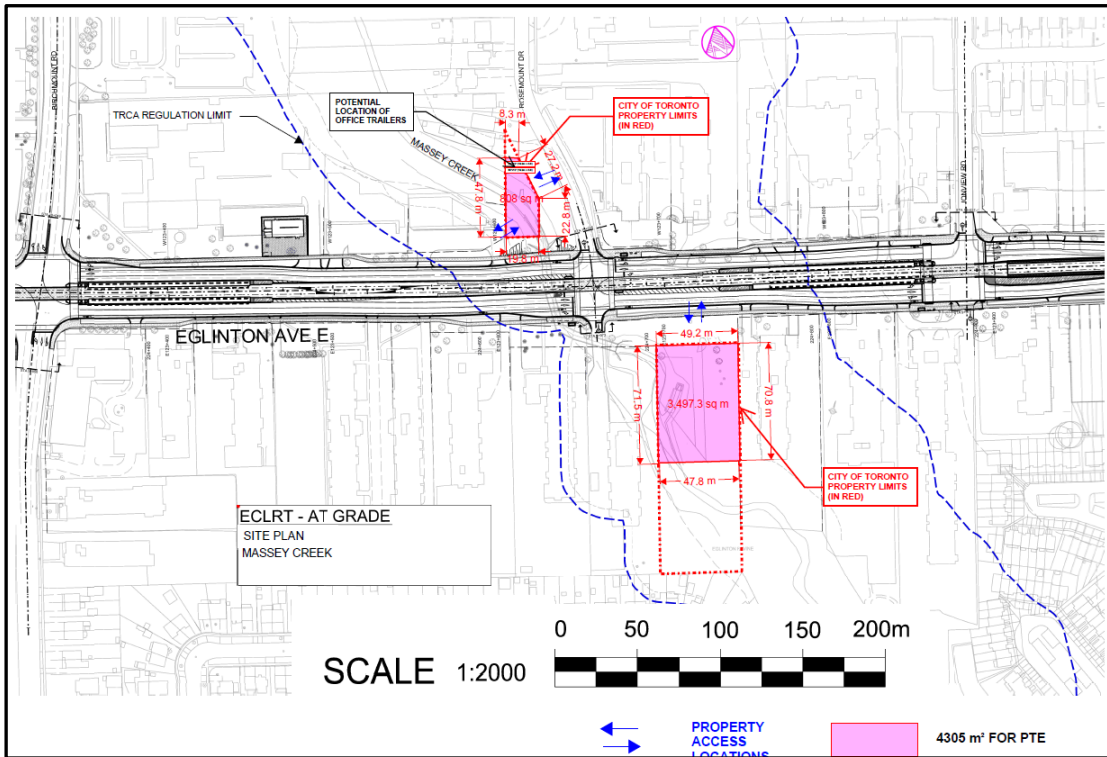 BIRCHMOUNT RD
ROSEMOUNT DR
IONVIEW RD
TRCA REGULATION LIMIT
POTENTIAL
LOCATION OF
OFFICE TRAILERS
MASSEY CREEK
8.3 m
CITY OF TORONTO
PROPERTY LIMITS
(IN RED)
27.2 m
47.8 m
808 sq m
22.8 m
19.8 m
EGLINTON AVE E
49.2 m
71.5 m
3,497.3 sq m
70.8 m
47.8 m
CITY OF TORONTO
PROPERTY LIMITS
(IN RED)
ECLRT - AT GRADE
SITE PLAN
MASSEY CREEK
SCALE 1:2000
0 50 100 150 200m
PROPERTY
ACCESS
LOCATIONS
4305 m² FOR PTE